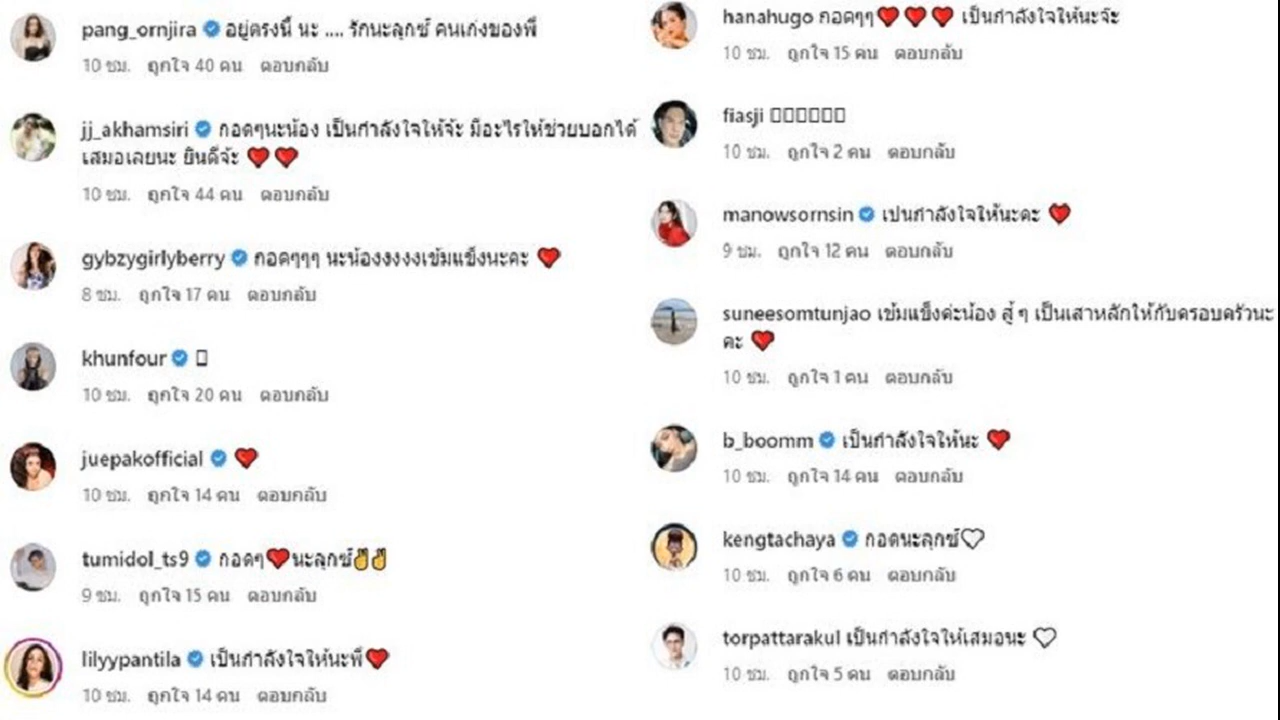 pang_ornjira อยู่ตรงนี้ นะ .... รักนะลุกซ์ คนเก่งของพี่
10 ชม. ถูกใจ 40 คน ตอบกลับ
jj_akhamsiri กอดๆนะน้อง เป็นกำลังใจให้จ้ะ มีอะไรให้ช่วยบอกได้
เสมอเลยนะ ยินดีจ้ะ ❤️❤️
10 ชม. ถูกใจ 44 คน ตอบกลับ
gybzygirlyberry กอดๆๆๆ นะน้องงงงงเข้มแข็งนะคะ ❤️
8 ชม. ถูกใจ 17 คน ตอบกลับ
khunfour
10 ชม. ถูกใจ 20 คน ตอบกลับ
juepakofficial ❤️
10 ชม. ถูกใจ 14 คน ตอบกลับ
tumidol_ts9 กอดๆ❤️นะลุกซ์✌️✌️
9 ชม. ถูกใจ 15 คน ตอบกลับ
lilyypantila เป็นกำลังใจให้นะพี่❤️
10 ชม. ถูกใจ 14 คน ตอบกลับ
hanahugo กอดๆๆ❤️❤️❤️ เป็นกำลังใจให้นะจ๊ะ
10 ชม. ถูกใจ 15 คน ตอบกลับ
fiasji
10 ชม. ถูกใจ 2 คน ตอบกลับ
manowsornsin เปนกำลังใจให้นะคะ ❤️
9 ชม. ถูกใจ 12 คน ตอบกลับ
suneesomtunjao เข้มแข็งค่ะน้อง สู้ ๆ เป็นเสาหลักให้กับครอบครัวนะ
คะ ❤️
10 ชม. ถูกใจ 1 คน ตอบกลับ
b_boomm เป็นกำลังใจให้นะ ❤️
10 ชม. ถูกใจ 14 คน ตอบกลับ
kengtachaya กอดนะลุกซ์🤍
10 ชม. ถูกใจ 6 คน ตอบกลับ
torpattarakul เป็นกำลังใจให้เสมอนะ 🤍
10 ชม. ถูกใจ 5 คน ตอบกลับ